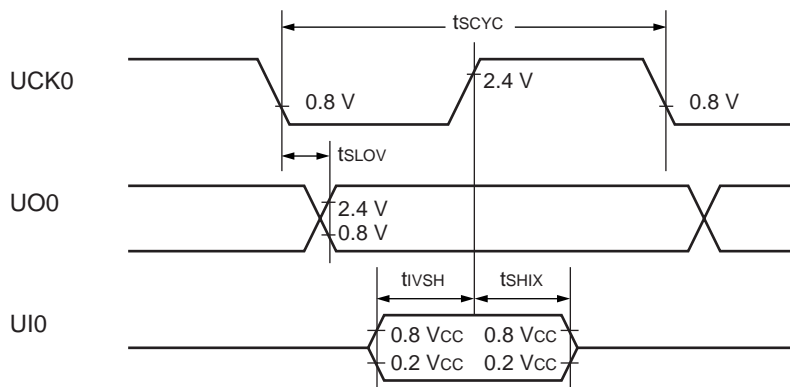 tSCYC
UCK0
2.4 V
0.8 V
0.8 V
tSLOV
UO0
2.4 V
0.8 V
tIVSH
tSHIX
UI0
0.8 VCC
0.8 VCC
0.2 VCC
0.2 VCC